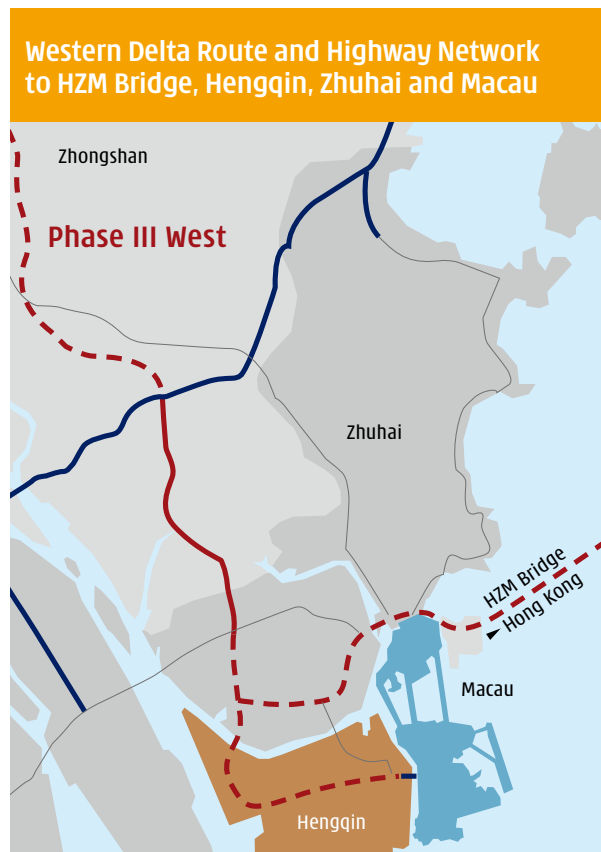 Western Delta Route and Highway Network
to HZM Bridge, Hengqin, Zhuhai and Macau
Zhongshan
Phase III West
Zhuhai
HZM Bridge
Hong Kong
Macau
Hengqin